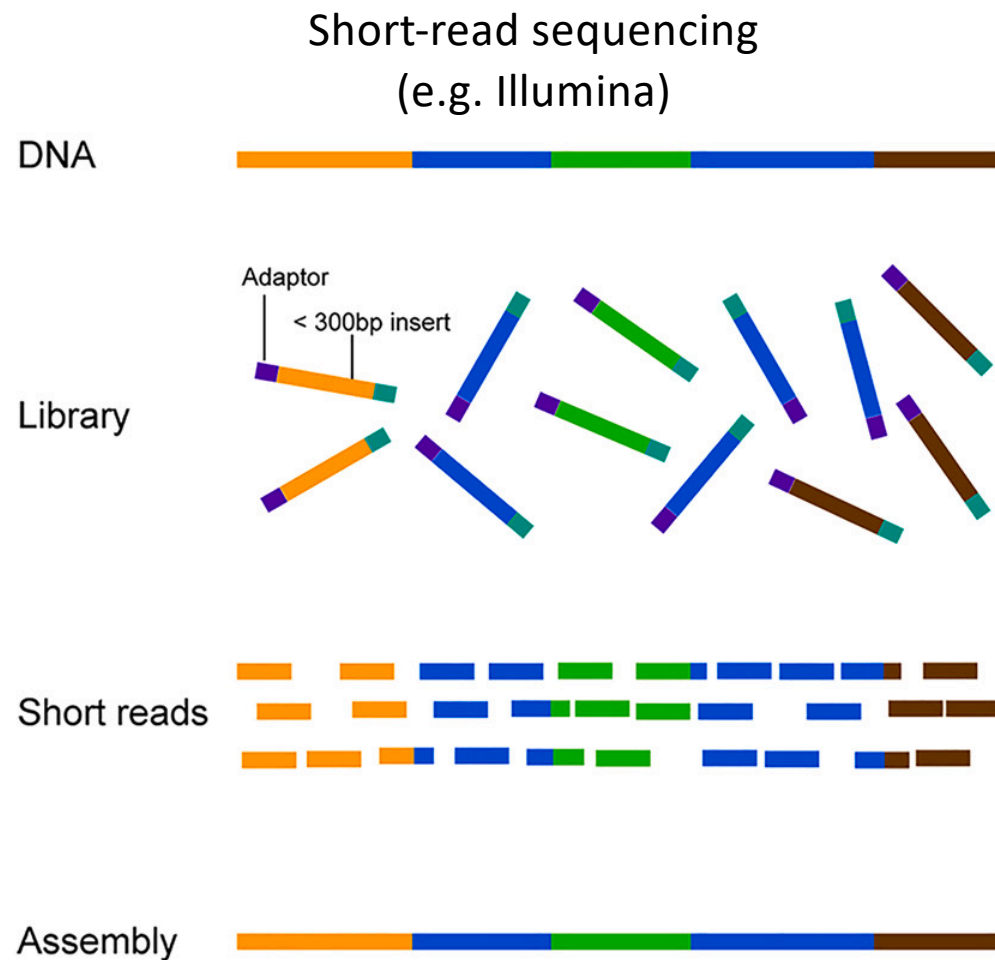 Short-read sequencing
(e.g. Illumina)
DNA
Adaptor
< 300bp insert
Library
Short reads
Assembly